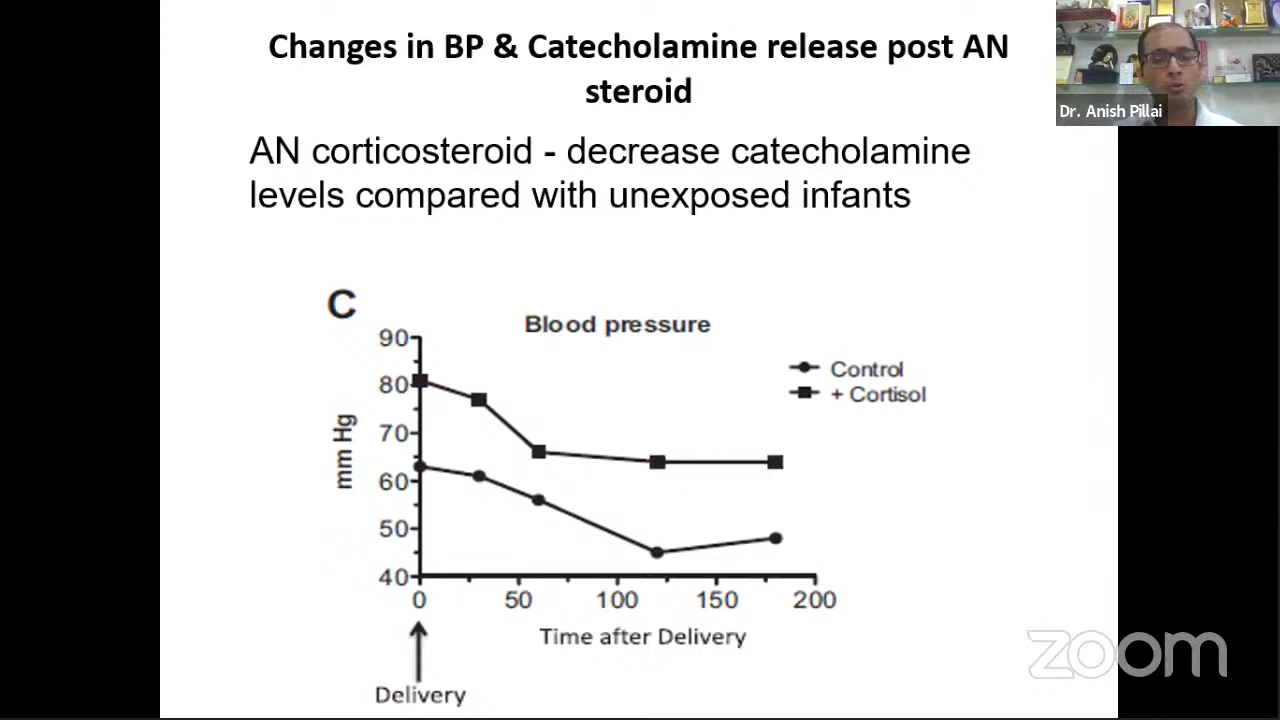 Changes in BP & Catecholamine release post AN
steroid
Dr. Anish Pillai
AN corticosteroid - decrease catecholamine
levels compared with unexposed infants
C
Blood pressure
90
80
70
60
50
40
mm Hg
Control
+ Cortisol
0 50 100 150 200
Time after Delivery
Delivery
zoom